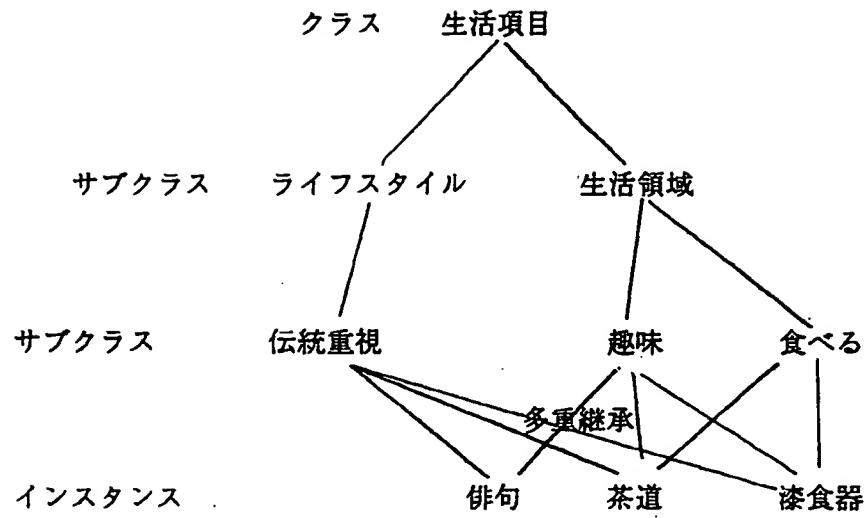 クラス 生活項目
サブクラス ライフスタイル 生活領域
サブクラス 伝統重視 趣味 食べる
多重継承
インスタンス 俳句 茶道 漆食器